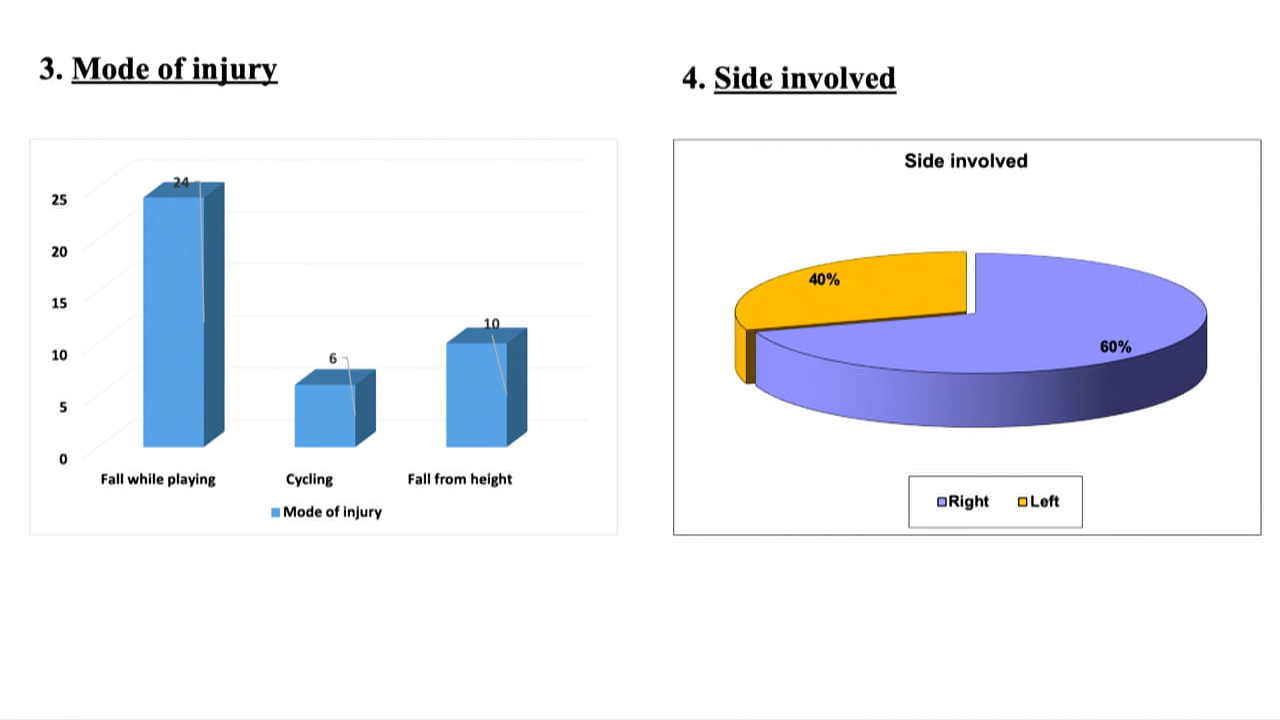 3. Mode of injury
24
25
20
15
10
5
0
6
10
Fall while playing
Cycling
Fall from height
Mode of injury
4. Side involved
Side involved
40%
60%
Right
Left